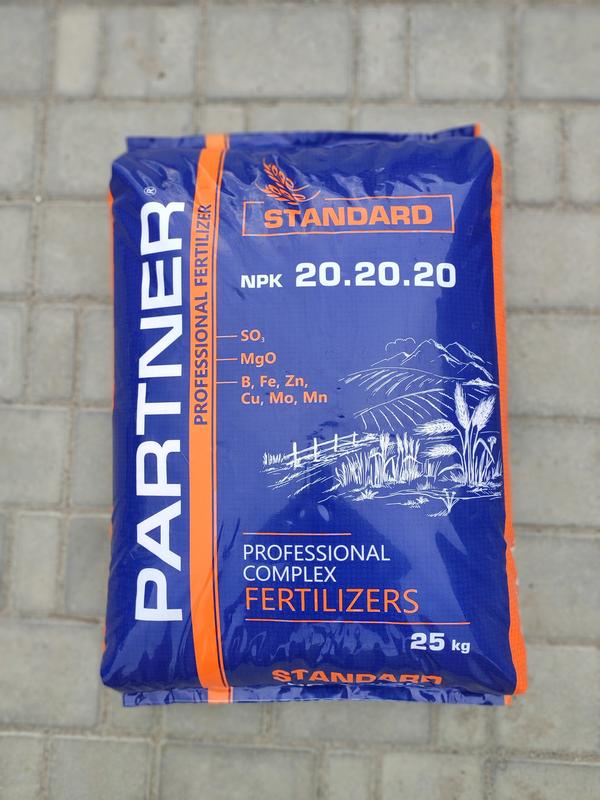 PARTNER®
PROFESSIONAL FERTILIZER
STANDARD
NPK 20.20.20
SO₃
MgO
B, Fe, Zn,
Cu, Mo, Mn
PROFESSIONAL
COMPLEX
FERTILIZERS
25 kg
STANDARD